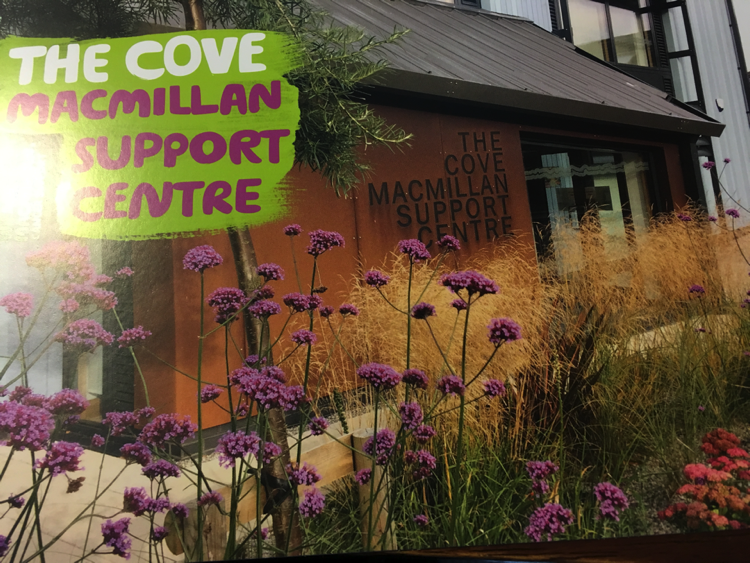 THE COVE
MACMILLAN
SUPPORT
CENTRE
THE
COVE
MACMILLAN
SUPPORT
CENTRE